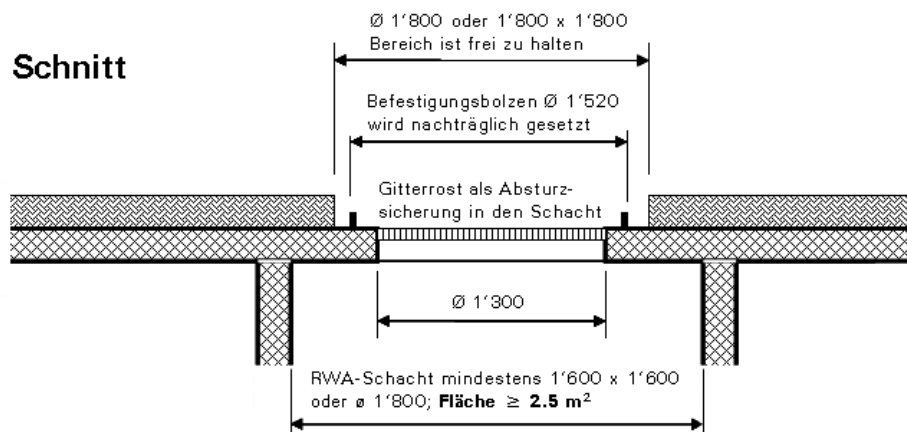 Ø 1'800 oder 1'800 x 1'800
Bereich ist frei zu halten
Schnitt
Befestigungsbolzen Ø 1'520
wird nachträglich gesetzt
Gitterrost als Absturz-
sicherung in den Schacht
Ø 1'300
RWA-Schacht mindestens 1'600 x 1'600
oder ø 1'800; Fläche ≥ 2.5 m²